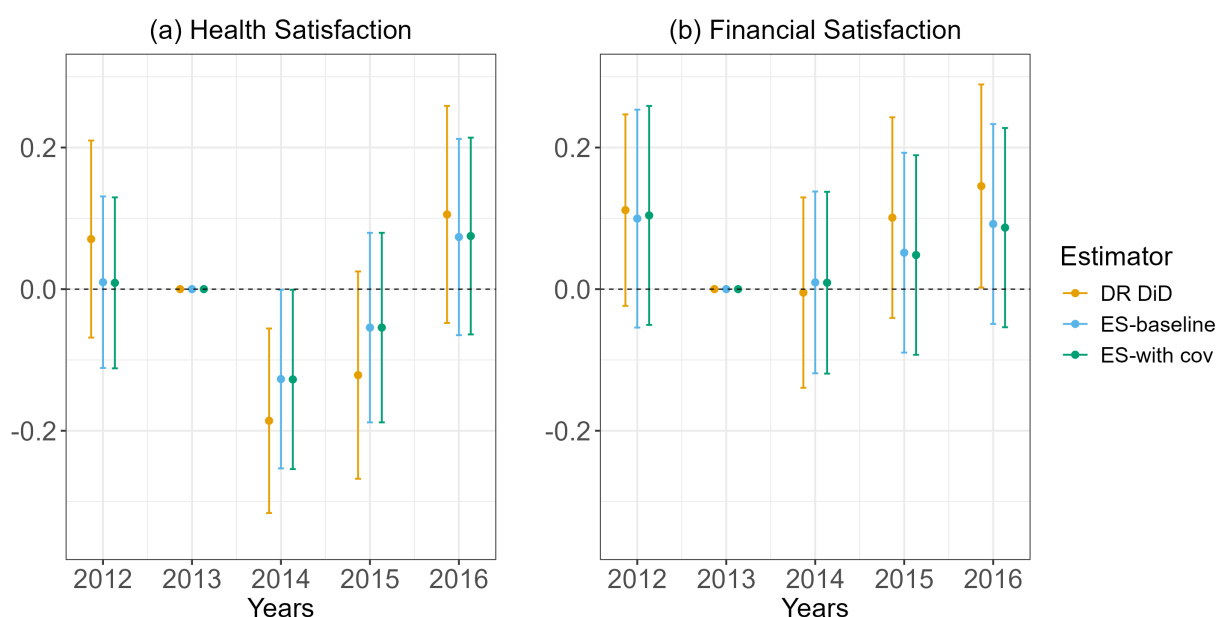 (a) Health Satisfaction
0.2
0.0
-0.2
2012 2013 2014 2015 2016
Years
(b) Financial Satisfaction
0.2
0.0
-0.2
2012 2013 2014 2015 2016
Years
Estimator
DR DiD
ES-baseline
ES-with cov